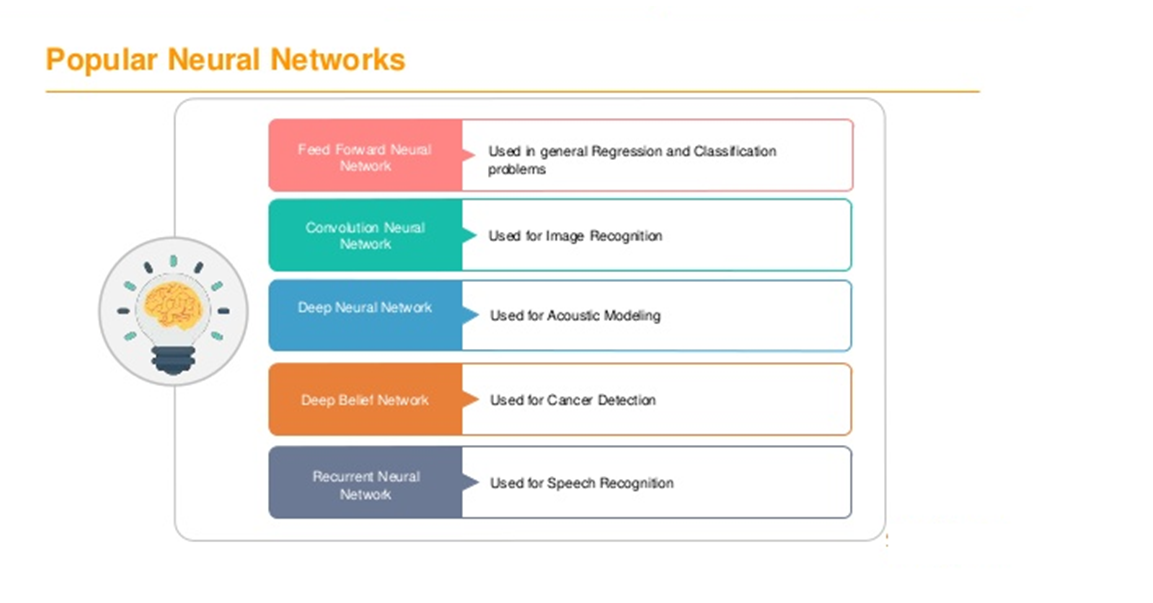 Popular Neural Networks
Feed Forward Neural
Network
Used in general Regression and Classification
problems
Convolution Neural
Network
Used for Image Recognition
Deep Neural Network
Used for Acoustic Modeling
Deep Belief Network
Used for Cancer Detection
Recurrent Neural
Network
Used for Speech Recognition